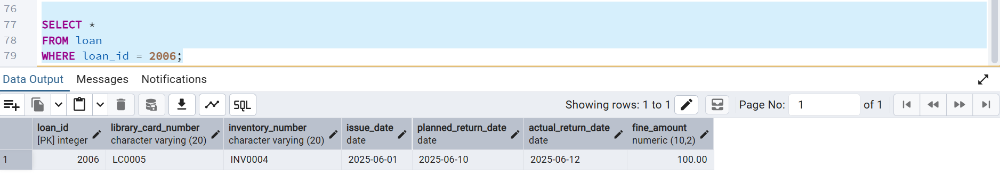 76
77 SELECT *
78 FROM loan
79 WHERE loan_id = 2006;
Data Output Messages Notifications
SQL Showing rows: 1 to 1 Page No: 1 of 1
loan_id library_card_number inventory_number issue_date planned_return_date actual_return_date fine_amount
[PK] integer character varying (20) character varying (20) date date date numeric (10,2)
1 2006 LC0005 INV0004 2025-06-01 2025-06-10 2025-06-12 100.00